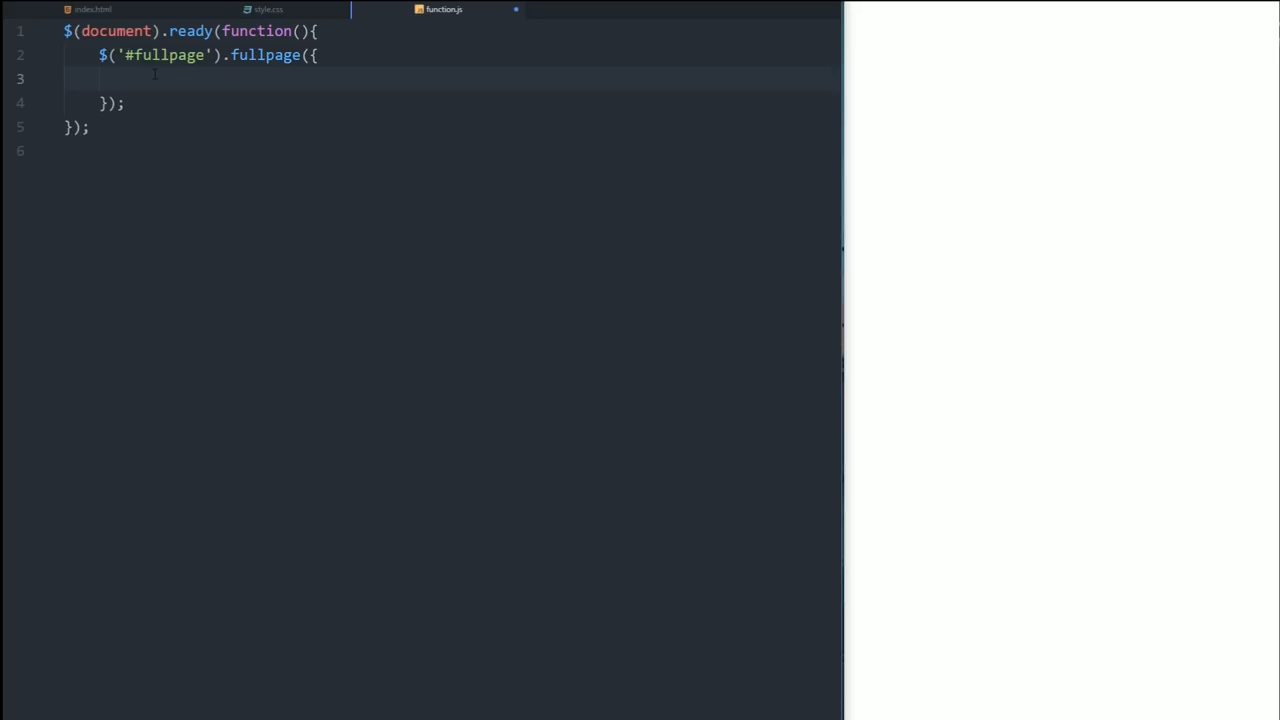 index.html
style.css
function.js
1 $(document).ready(function(){
2 $('#fullpage').fullpage({
3
4 });
5 });
6